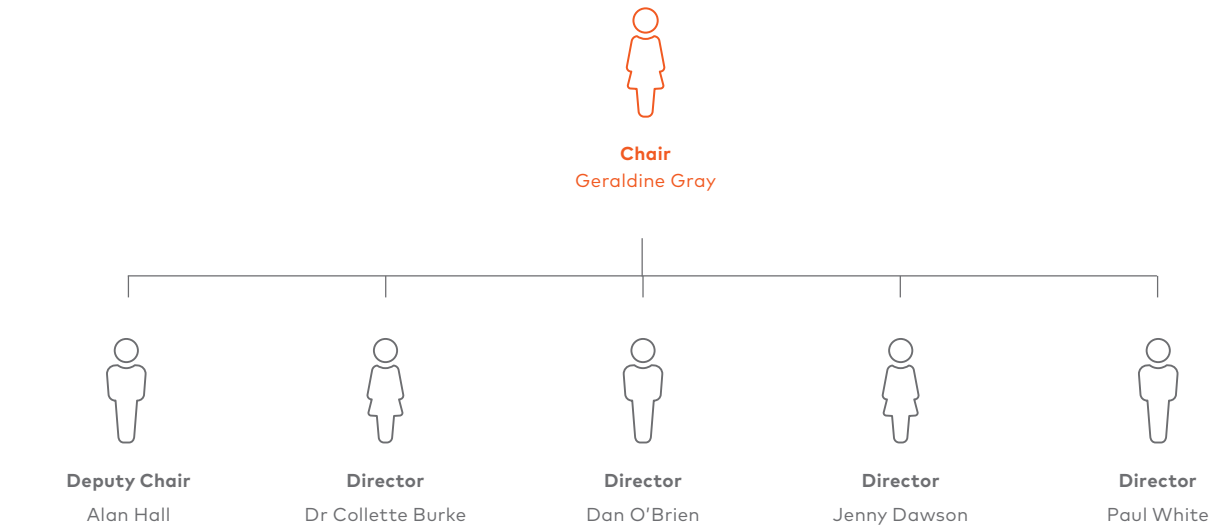 Chair
Geraldine Gray
Deputy Chair
Alan Hall
Director
Dr Collette Burke
Director
Dan O’Brien
Director
Jenny Dawson
Director
Paul White